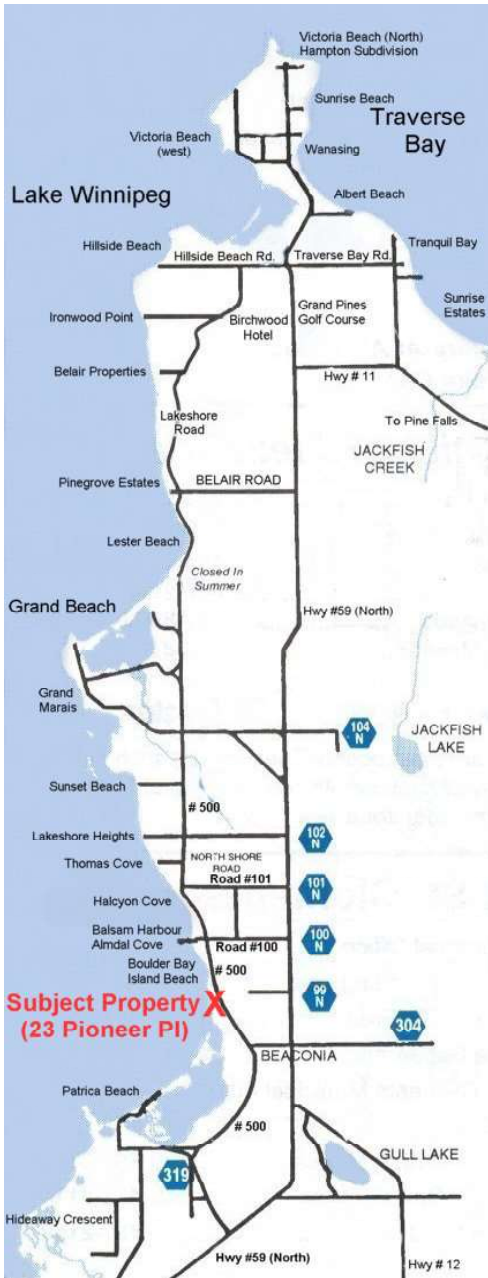 Victoria Beach (North)
Hampton Subdivision
Sunrise Beach
Traverse
Bay
Victoria Beach
(west)
Wanasing
Lake Winnipeg
Albert Beach
Hillside Beach
Hillside Beach Rd.
Traverse Bay Rd.
Tranquil Bay
Grand Pines
Golf Course
Sunrise
Estates
Ironwood Point
Birchwood
Hotel
Belair Properties
Hwy # 11
Lakeshore
Road
To Pine Falls
JACKFISH
CREEK
Pinegrove Estates
BELAIR ROAD
Lester Beach
Closed In
Summer
Grand Beach
Hwy #59 (North)
Grand
Marais
104
N
JACKFISH
LAKE
Sunset Beach
# 500
Lakeshore Heights
102
N
Thomas Cove
NORTH SHORE
ROAD
Road #101
101
N
Halcyon Cove
Balsam Harbour
Almdal Cove
Road #100
100
N
Boulder Bay
Island Beach
# 500
99
N
Subject Property X
(23 Pioneer Pl)
304
BEACONIA
Patrica Beach
# 500
GULL LAKE
319
Hideaway Crescent
Hwy #59 (North)
Hwy # 12